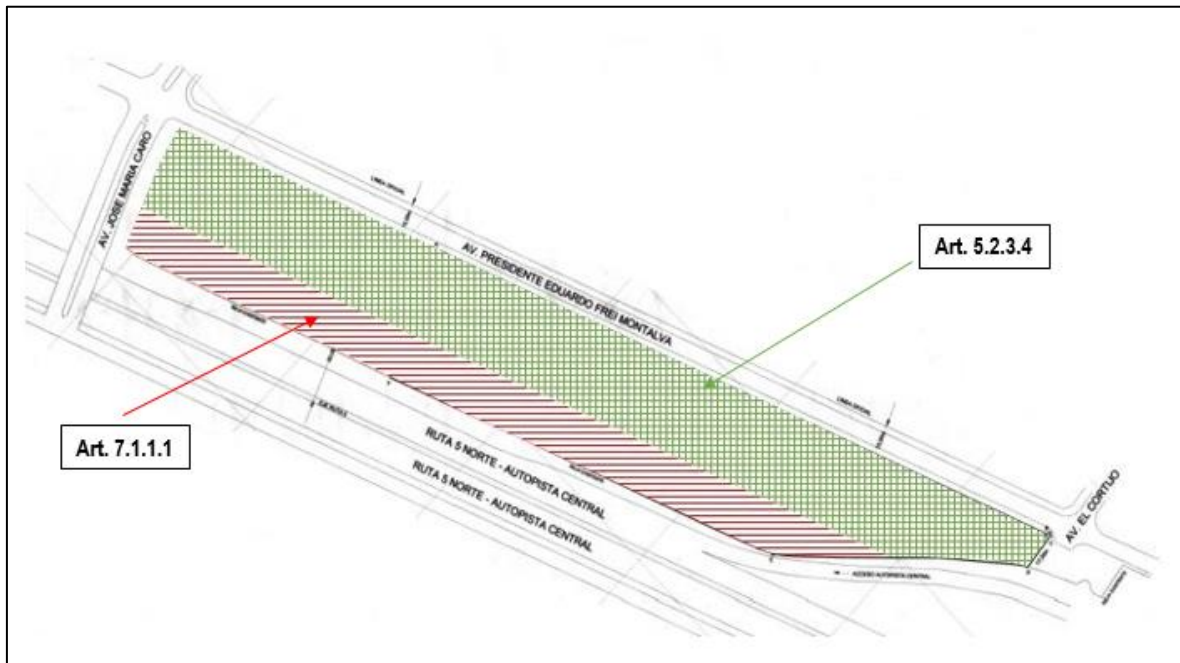 AV. JOSE MARIA CARO
LINEA OFICIAL
AV. PRESIDENTE EDUARDO FREI MONTALVA
Art. 5.2.3.4
LINEA OFICIAL
AV. EL CORTIJO
Art. 7.1.1.1
RUTA 5 NORTE - AUTOPISTA CENTRAL
RUTA 5 NORTE - AUTOPISTA CENTRAL
ACCESO AUTOPISTA CENTRAL